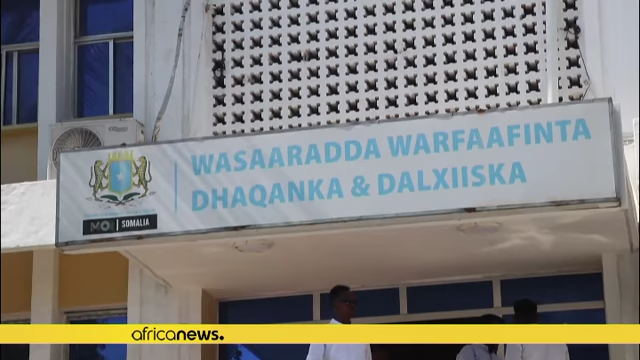 WASAARADDA WARFAAFINTA
DHAQANKA & DALXIISKA
MOI | SOMALIA
africanews.